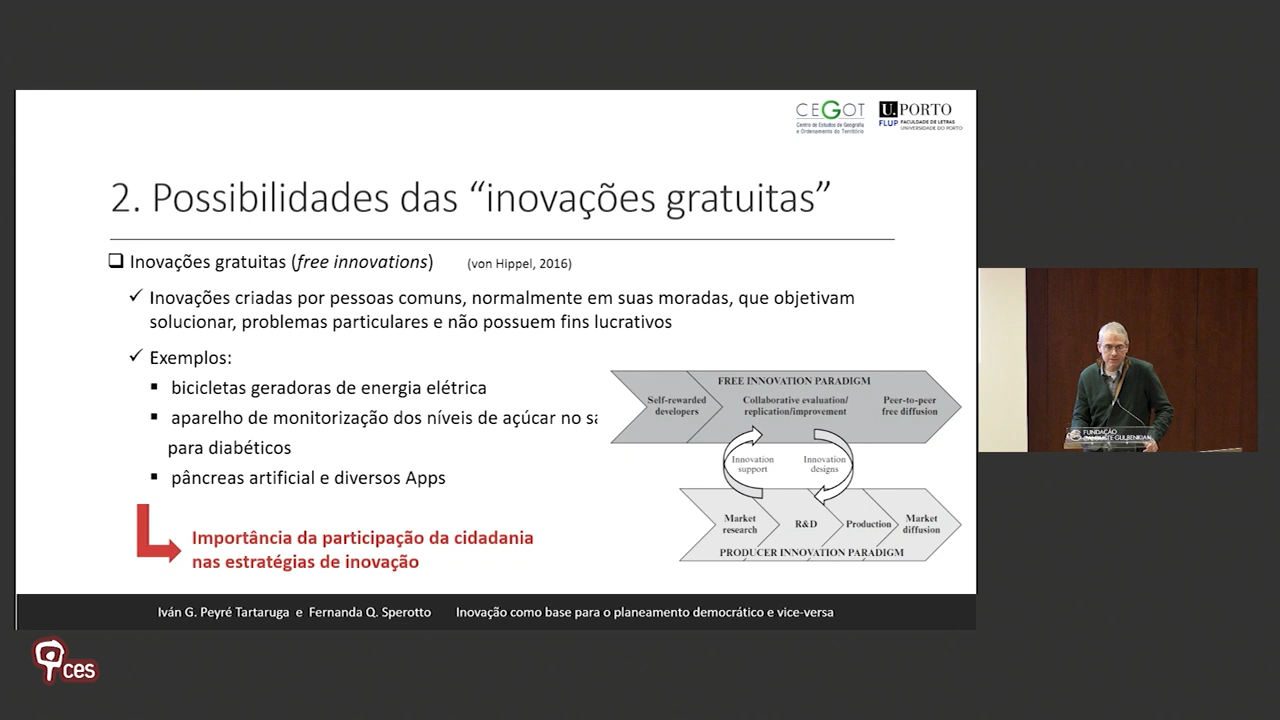 CEGOT
Centro de Estudos de Geografia
e Ordenamento do Território
U.PORTO
FLUP FACULDADE DE LETRAS
UNIVERSIDADE DO PORTO
2. Possibilidades das “inovações gratuitas”
Inovações gratuitas (free innovations) (von Hippel, 2016)
Inovações criadas por pessoas comuns, normalmente em suas moradas, que objetivam
solucionar, problemas particulares e não possuem fins lucrativos
Exemplos:
bicicletas geradoras de energia elétrica
aparelho de monitorização dos níveis de açúcar no sa
para diabéticos
pâncreas artificial e diversos Apps
Importância da participação da cidadania
nas estratégias de inovação
FREE INNOVATION PARADIGM
Self-rewarded
developers
Collaborative evaluation/
replication/improvement
Peer-to-peer
free diffusion
Innovation
support
Innovation
designs
Market
research
R&D
Production
Market
diffusion
PRODUCER INNOVATION PARADIGM
Iván G. Peyré Tartaruga e Fernanda Q. Sperotto Inovação como base para o planeamento democrático e vice-versa
FUNDAÇÃO
CALOUSTE GULBENKIAN
ces